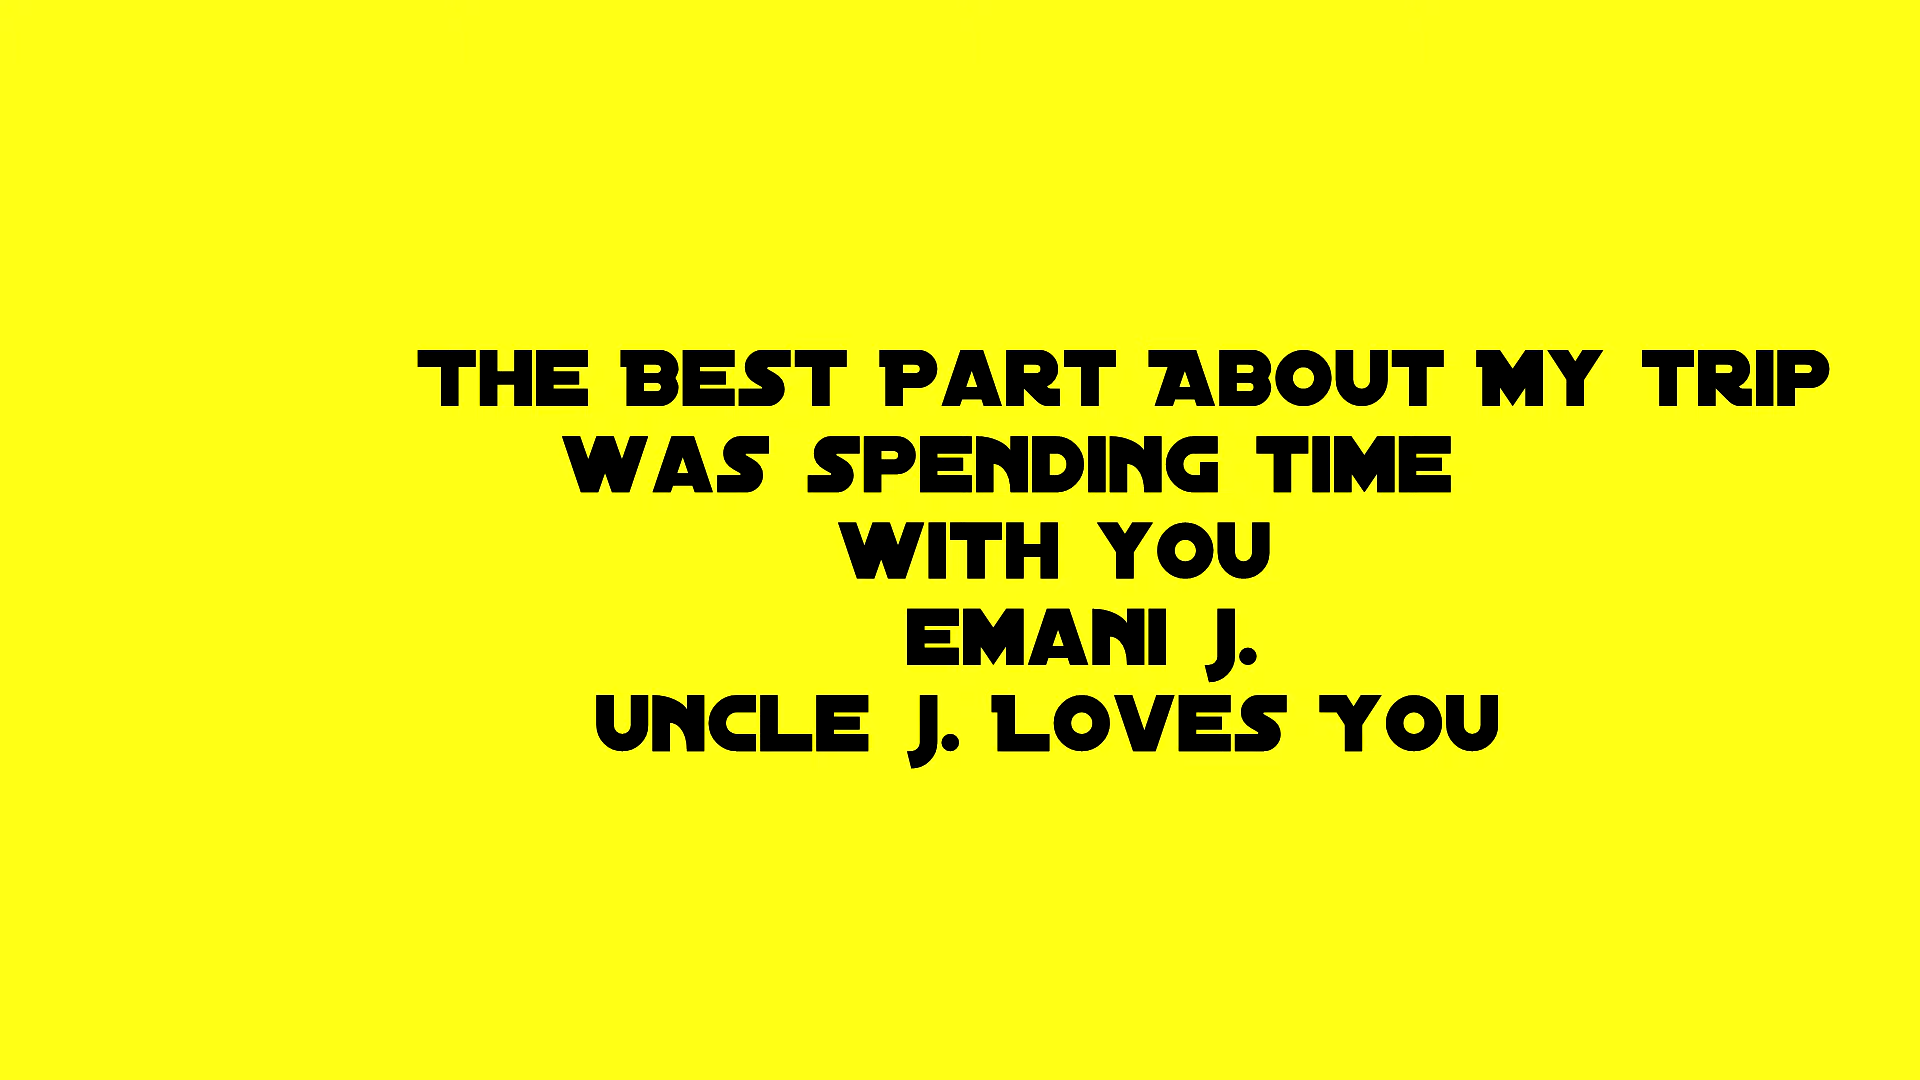 The Best Part About My trip
was Spending time
with you
Emani J.
Uncle J. Loves You